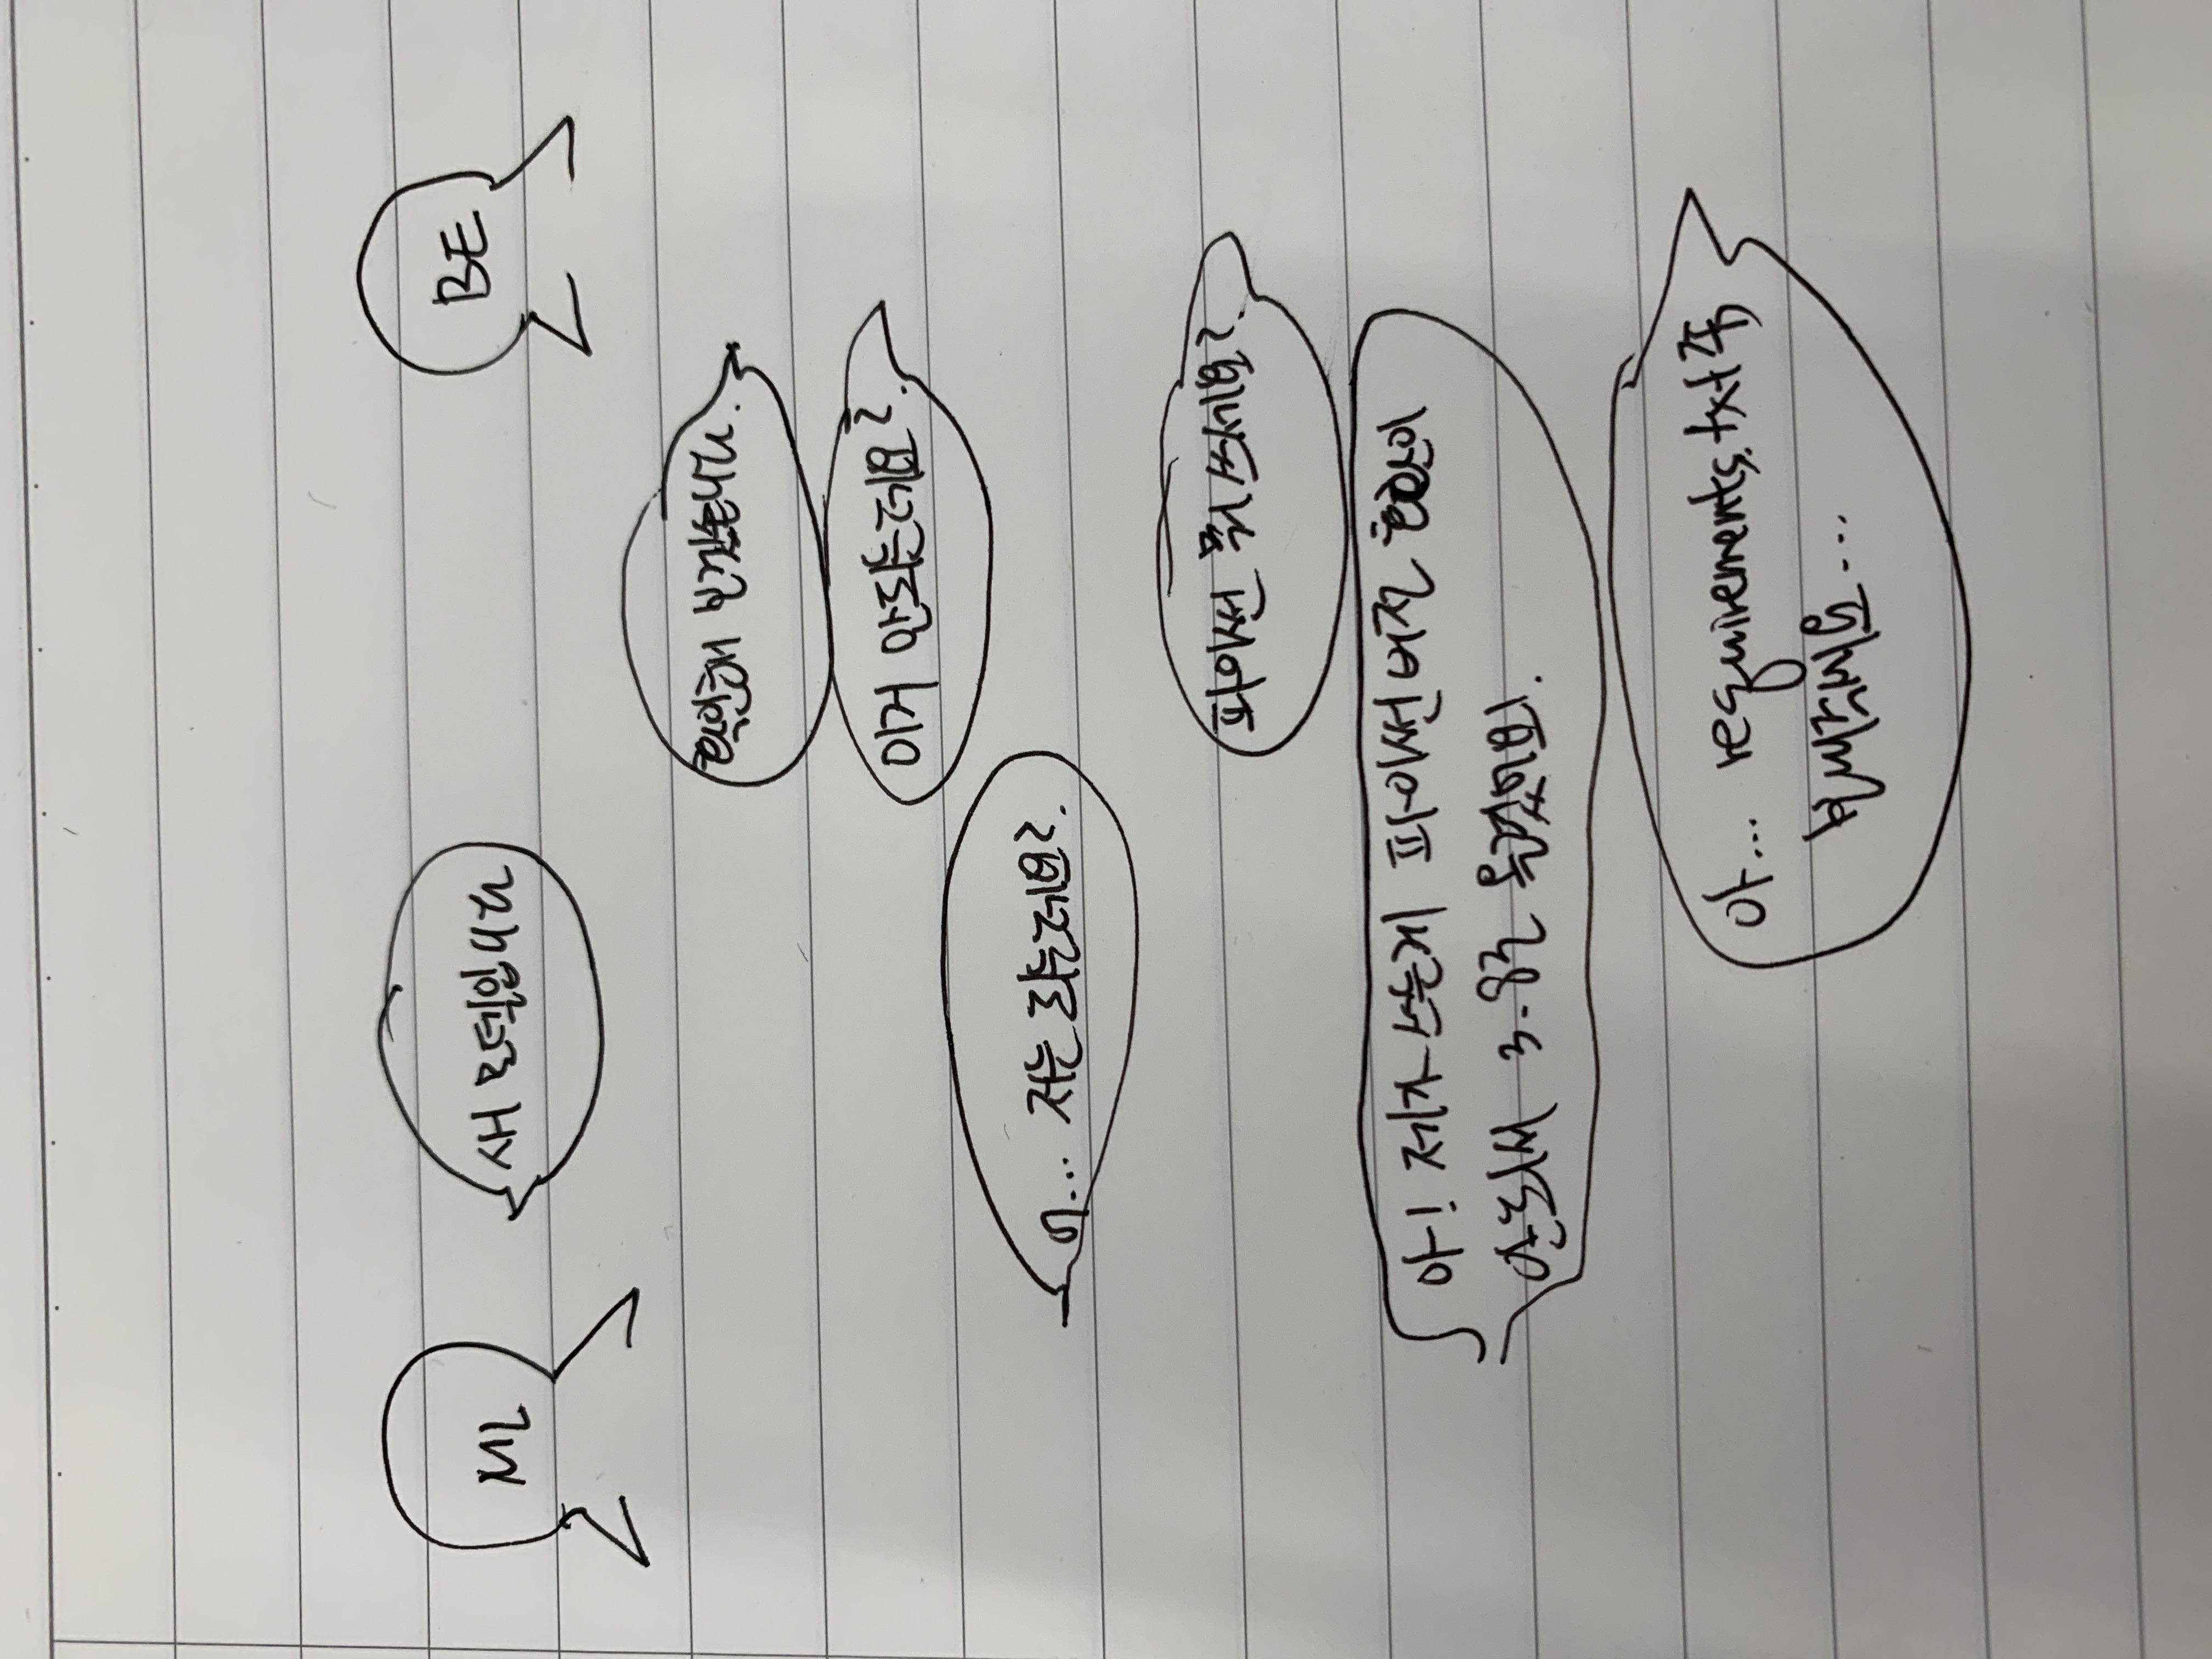 ML
새 모델입니다
BE
확인해 보겠습니다.
이거 안되는데요?
어... 저는 되는데요?
파이썬 뭐 쓰세요?
아! 제가 쓰는게 파이썬 버전 호환이
안되서 3.8로 옮겼어요!
아... requirements.txt 좀
보내주세요...